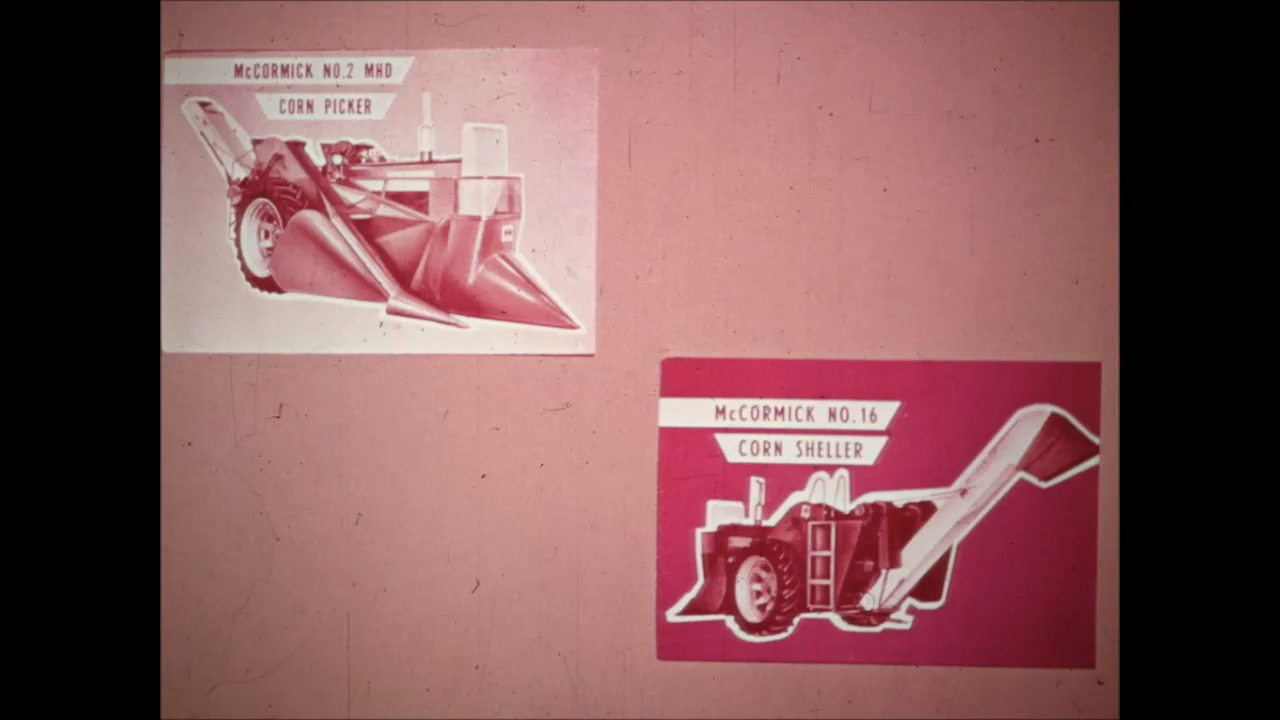 McCORMICK NO.2 MHD
CORN PICKER
McCORMICK NO.16
CORN SHELLER